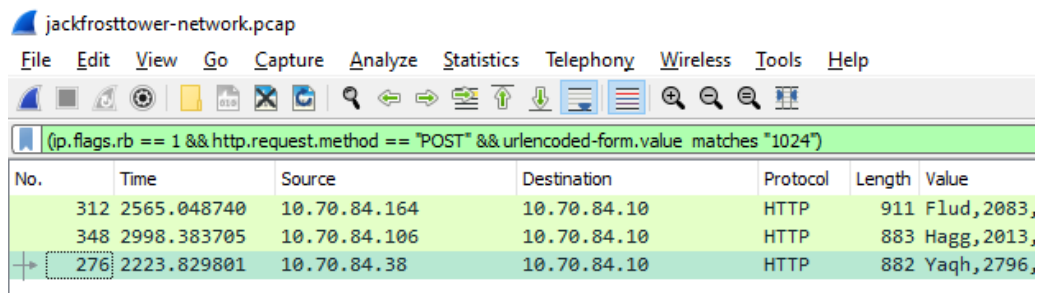 jackfrosttower-network.pcap
File Edit View Go Capture Analyze Statistics Telephony Wireless Tools Help
(ip.flags.rb == 1 && http.request.method == "POST" && urlencoded-form.value matches "1024")
No. Time Source Destination Protocol Length Value
312 2565.048740 10.70.84.164 10.70.84.10 HTTP 911 Flud,2083,
348 2998.383705 10.70.84.106 10.70.84.10 HTTP 883 Hagg,2013,
276 2223.829801 10.70.84.38 10.70.84.10 HTTP 882 Yaqh,2796,